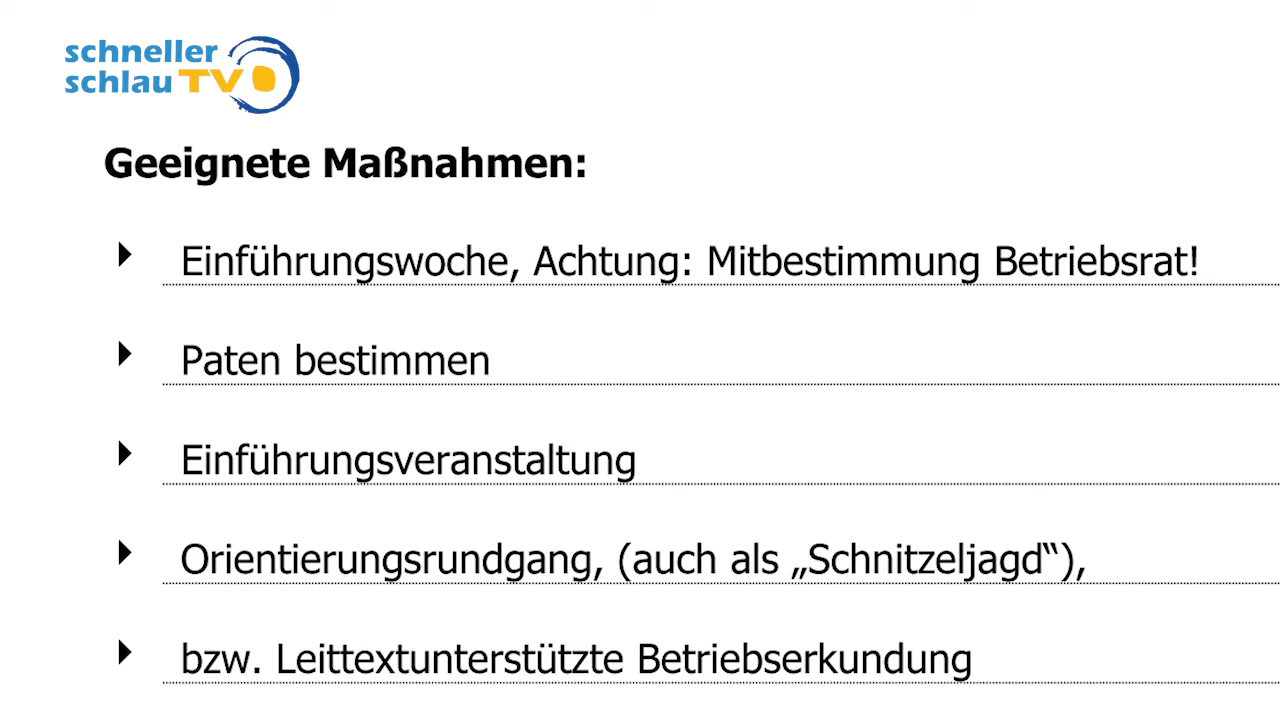 schneller
schlau TV
Geeignete Maßnahmen:
Einführungswoche, Achtung: Mitbestimmung Betriebsrat!
Paten bestimmen
Einführungsveranstaltung
Orientierungsrundgang, (auch als „Schnitzeljagd“),
bzw. Leittextunterstützte Betriebserkundung